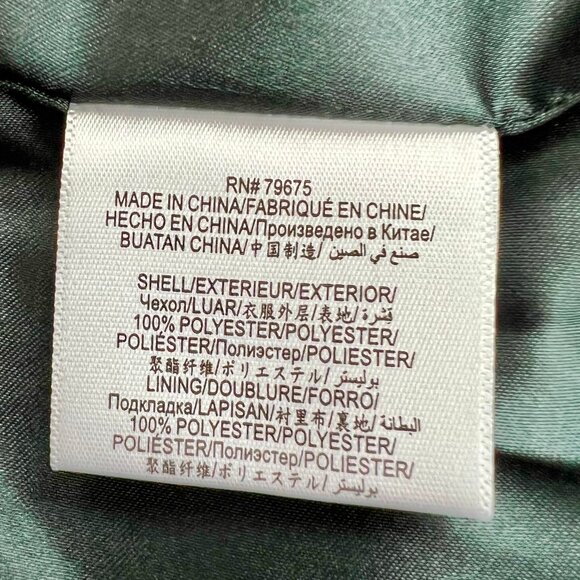 RN# 79675
MADE IN CHINA/FABRIQUÉ EN CHINE/
HECHO EN CHINA/Произведено в Китае/
BUATAN CHINA/中国制造/ صنع في الصين
SHELL/EXTERIEUR/EXTERIOR/
Чехол/LUAR/衣服外层/表地/قشرة
100% POLYESTER/POLYESTER/
POLIÉSTER/Полиэстер/POLYESTER/
聚酯纤维/ポリエステル/بوليستر
LINING/DOUBLURE/FORRO/
Подкладка/LAPISAN/衬里布/裏地/البطانة
100% POLYESTER/POLYESTER/
POLIÉSTER/Полиэстер/POLYESTER/
聚酯纤维/ポリエステル/بوليستر